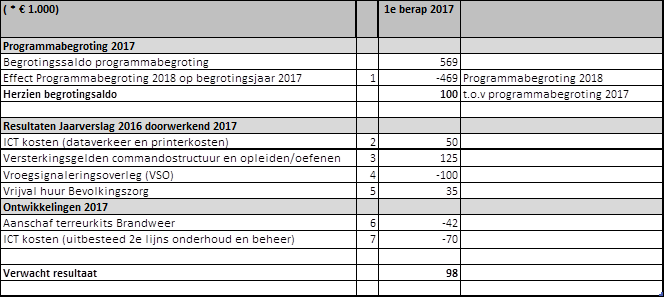 ( * € 1.000) 1e berap 2017
Programmabegroting 2017
Begrotingssaldo programmabegroting 569
Effect Programmabegroting 2018 op begrotingsjaar 2017 1 -469 Programmabegroting 2018
Herzien begrotingsaldo 100 t.o.v programmabegroting 2017
Resultaten Jaarverslag 2016 doorwerkend 2017
ICT kosten (dataverkeer en printerkosten) 2 50
Versterkingsgelden commandostructuur en opleiden/oefenen 3 125
Vroegsignaleringsoverleg (VSO) 4 -100
Vrijval huur Bevolkingszorg 5 35
Ontwikkelingen 2017
Aanschaf terreurkits Brandweer 6 -42
ICT kosten (uitbesteed 2e lijns onderhoud en beheer) 7 -70
Verwacht resultaat 98